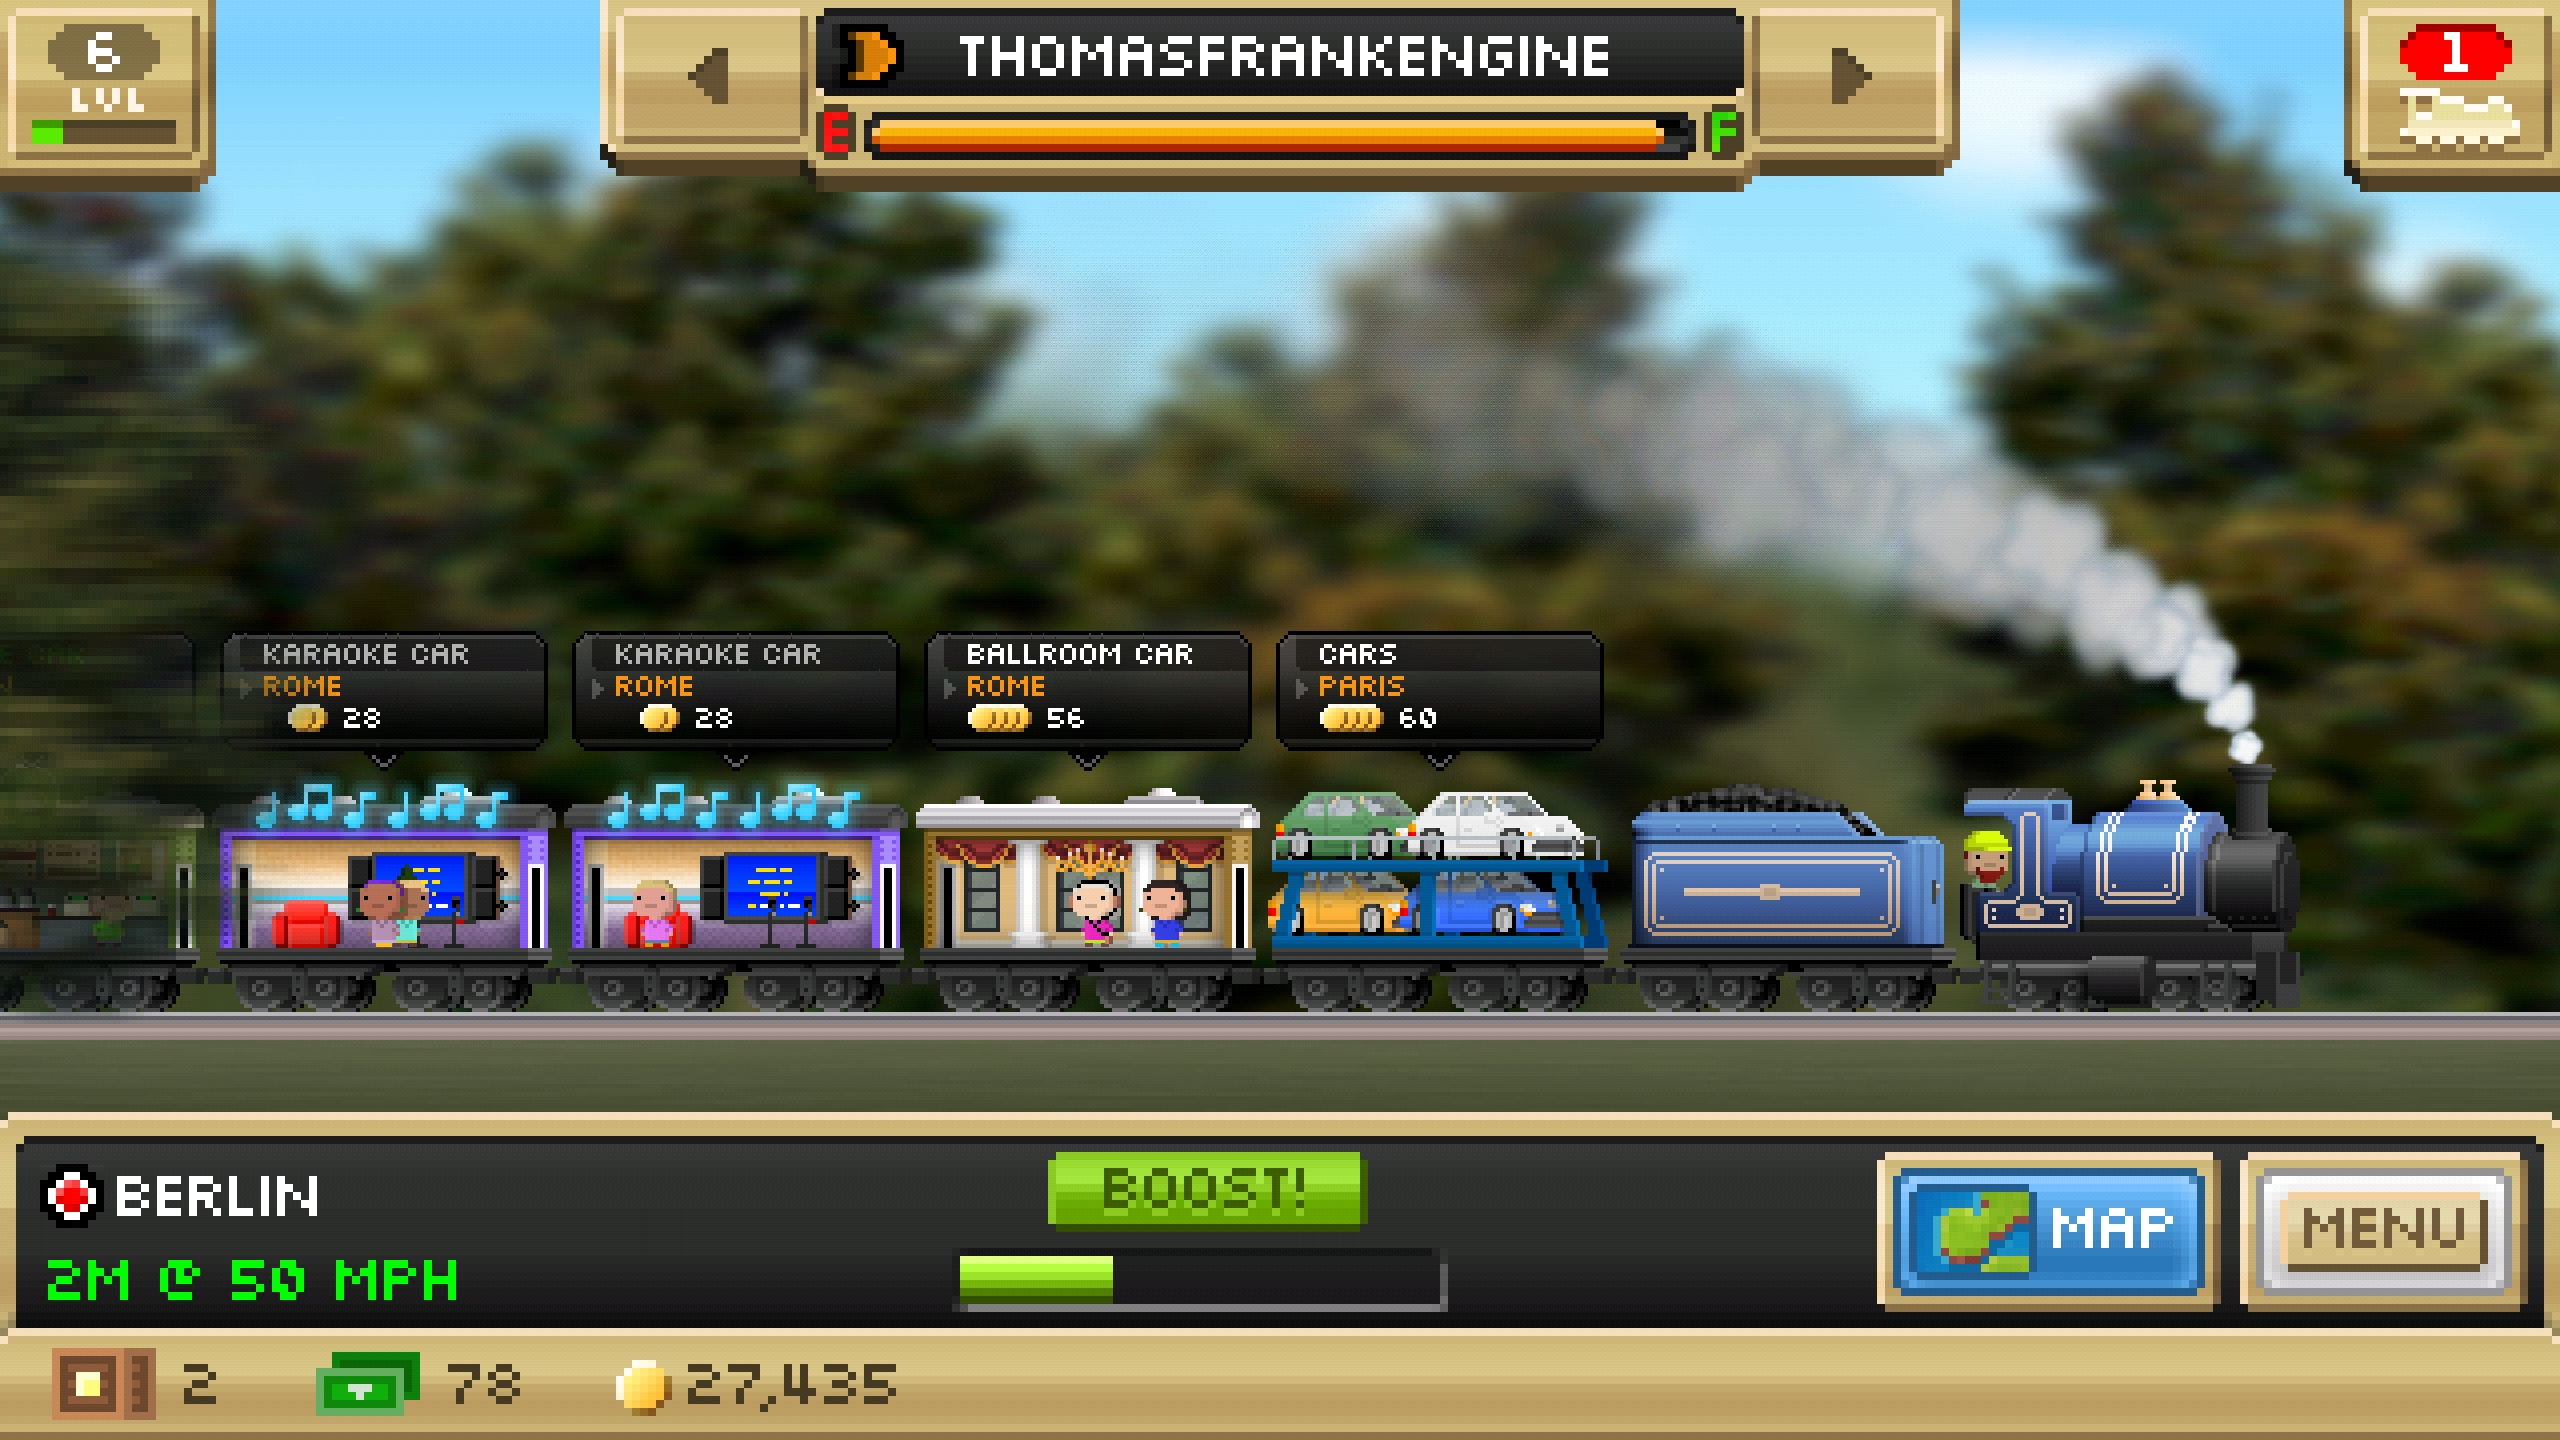 6
LVL
THOMASFRANKENGINE
E F
1
KARAOKE CAR
ROME
28
KARAOKE CAR
ROME
28
BALLROOM CAR
ROME
56
CARS
PARIS
60
BERLIN
2M @ 50 MPH
BOOST!
MAP
MENU
2 78 27,435